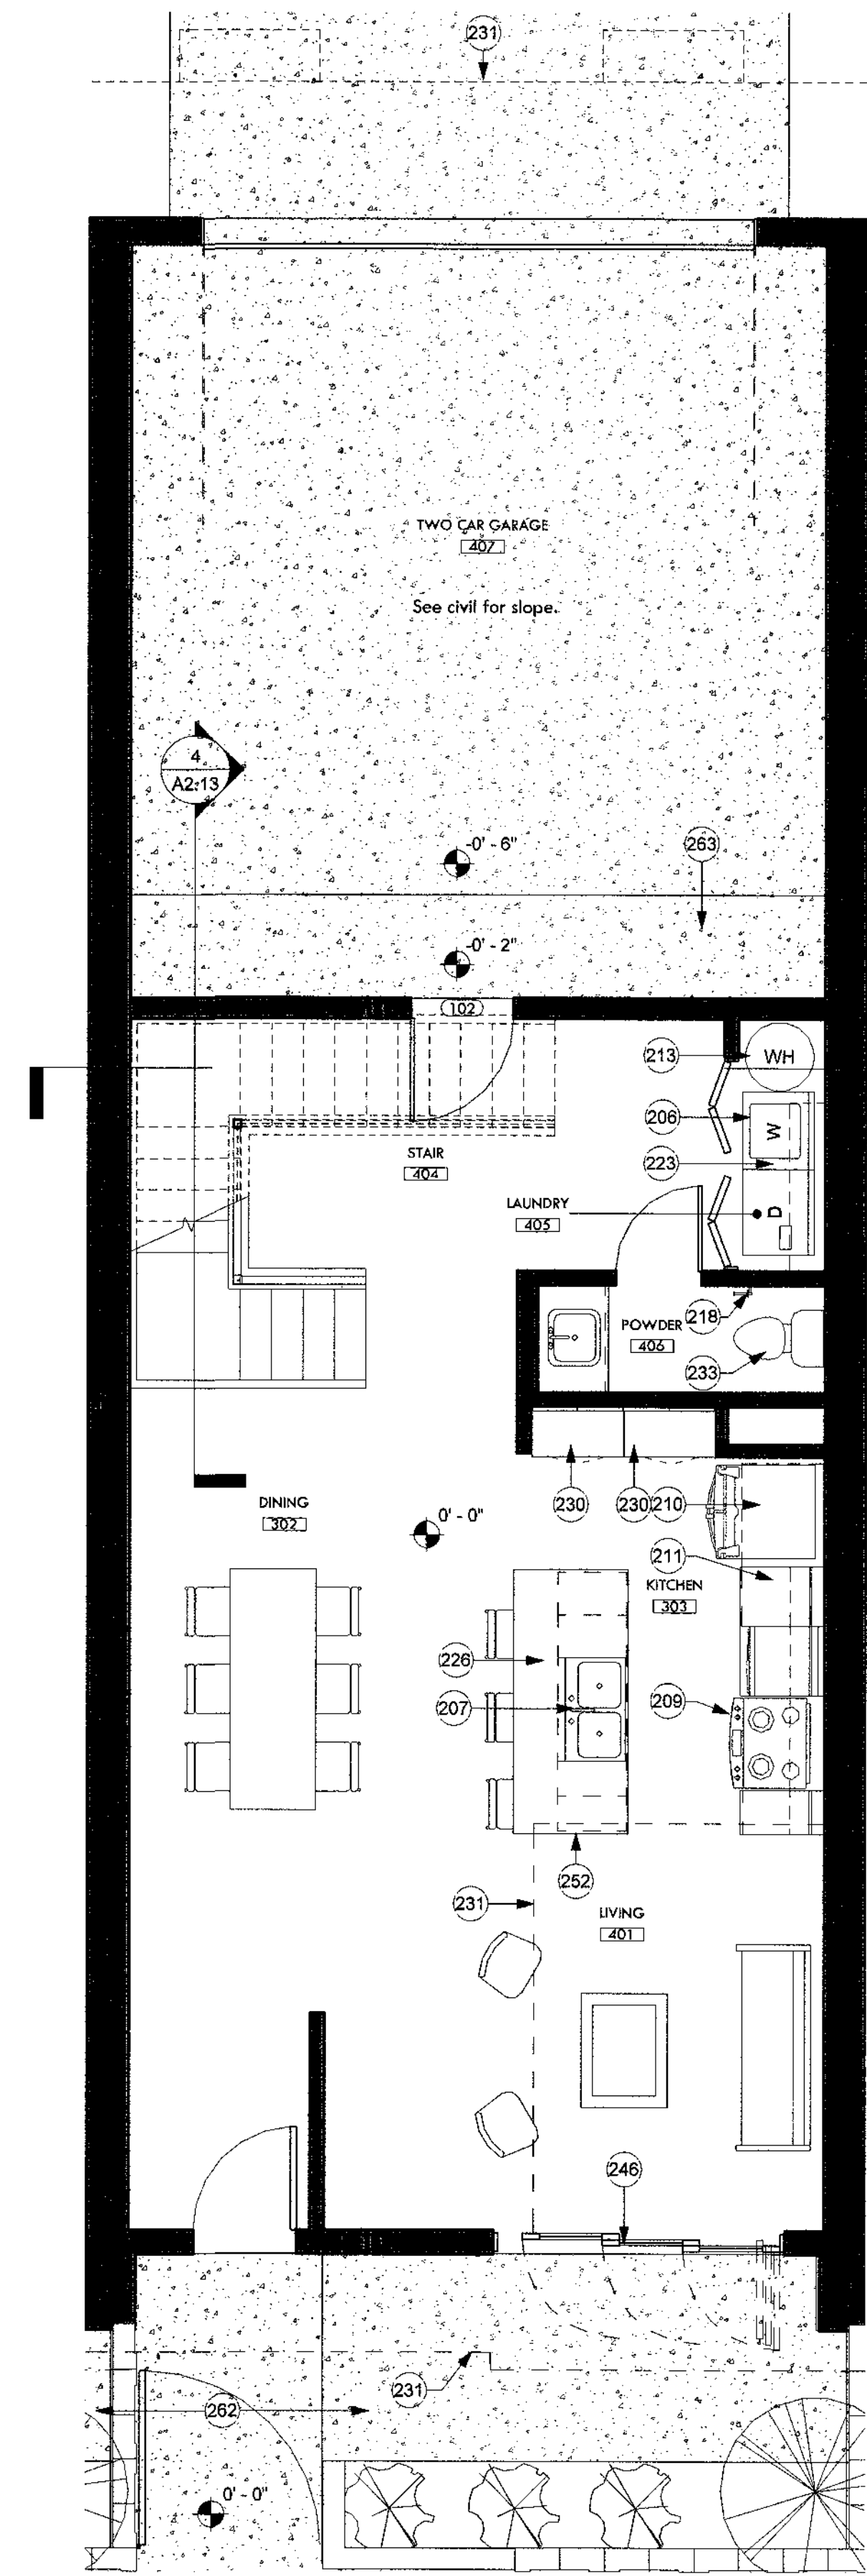 231
TWO CAR GARAGE
407
See civil for slope.
4
A2.13
-0' - 6"
263
-0' - 2"
102
213
WH
206
W
STAIR
404
223
LAUNDRY
405
D
POWDER
406
218
233
DINING
302
0' - 0"
230
230
210
211
KITCHEN
303
226
207
209
252
231
LIVING
401
246
231
262
0' - 0"